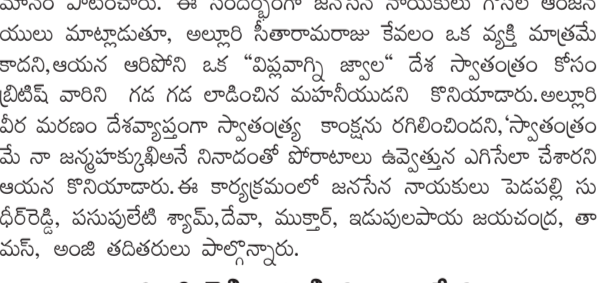 మౌనం పాటించారు. ఈ సందర్భంగా జనసేన నాయకులు గోసల ఆంజనే
యులు మాట్లాడుతూ, అల్లూరి సీతారామరాజు కేవలం ఒక వ్యక్తి మాత్రమే
కాదని,ఆయన ఆరిపోని ఒక “విప్లవాగ్ని జ్వాల“ దేశ స్వాతంత్రం కోసం
బ్రిటిష్ వారిని గడ గడ లాడించిన మహనీయుడని కొనియాడారు.అల్లూరి
వీర మరణం దేశవ్యాప్తంగా స్వాతంత్ర్య కాంక్షను రగిలించిందని,‘స్వాతంత్రం
మే నా జన్మహక్కుఖిఅనే నినాదంతో పోరాటాలు ఉవ్వెత్తున ఎగిసేలా చేశారని
ఆయన కొనియాడారు.ఈ కార్యక్రమంలో జనసేన నాయకులు పెడపల్లి సు
ధీర్‌రెడ్డి, పసుపులేటి శ్యామ్,దేవా, ముక్తార్, ఇడుపులపాయ జయచంద్ర, తా
మస్, అంజి తదితరులు పాల్గొన్నారు.